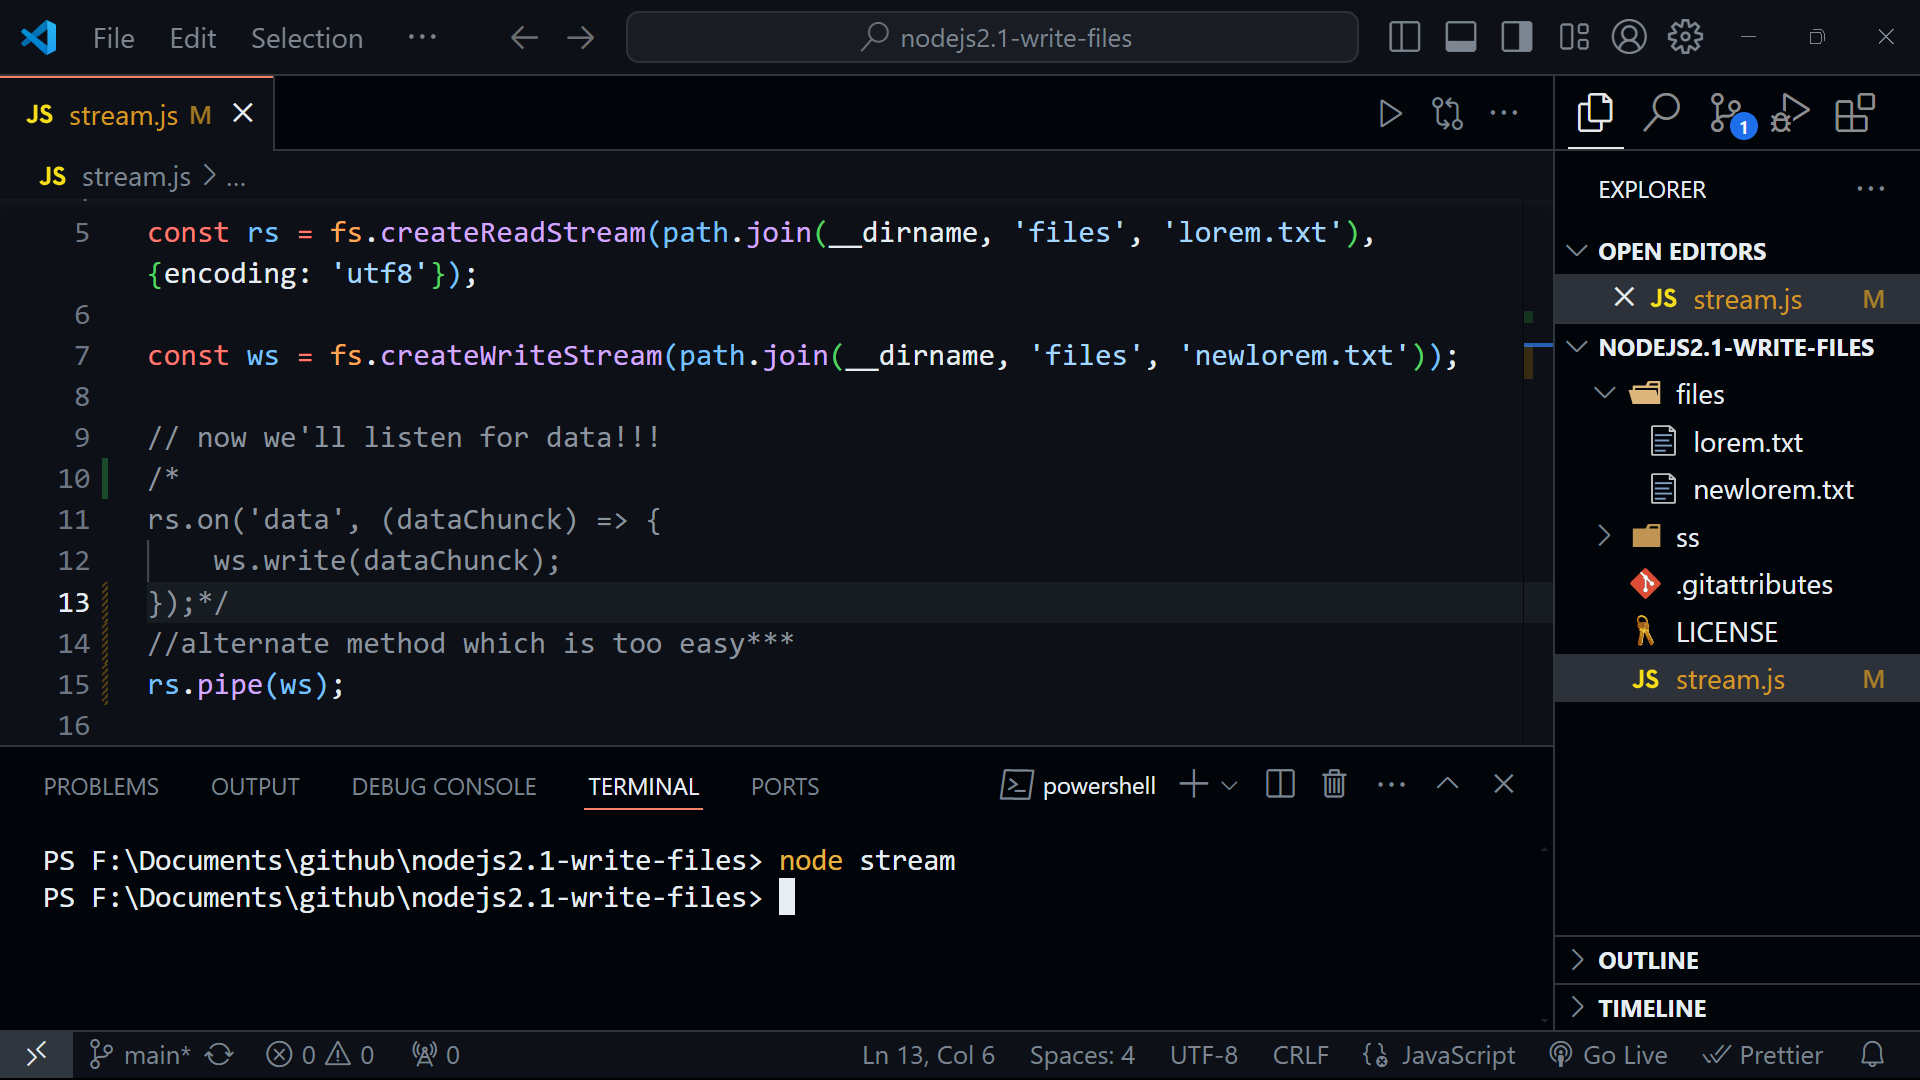 File Edit Selection ··· nodejs2.1-write-files
JS stream.js M
JS stream.js > ...
5 const rs = fs.createReadStream(path.join(__dirname, 'files', 'lorem.txt'),
{encoding: 'utf8'});
6
7 const ws = fs.createWriteStream(path.join(__dirname, 'files', 'newlorem.txt'));
8
9 // now we'll listen for data!!!
10 /*
11 rs.on('data', (dataChunck) => {
12 ws.write(dataChunck);
13 });*/
14 //alternate method which is too easy***
15 rs.pipe(ws);
16
PROBLEMS OUTPUT DEBUG CONSOLE TERMINAL PORTS powershell
PS F:\Documents\github\nodejs2.1-write-files> node stream
PS F:\Documents\github\nodejs2.1-write-files>
1
EXPLORER
OPEN EDITORS
JS stream.js M
NODEJS2.1-WRITE-FILES
files
lorem.txt
newlorem.txt
ss
.gitattributes
LICENSE
JS stream.js M
OUTLINE
TIMELINE
main* 0 0 0 Ln 13, Col 6 Spaces: 4 UTF-8 CRLF JavaScript Go Live Prettier